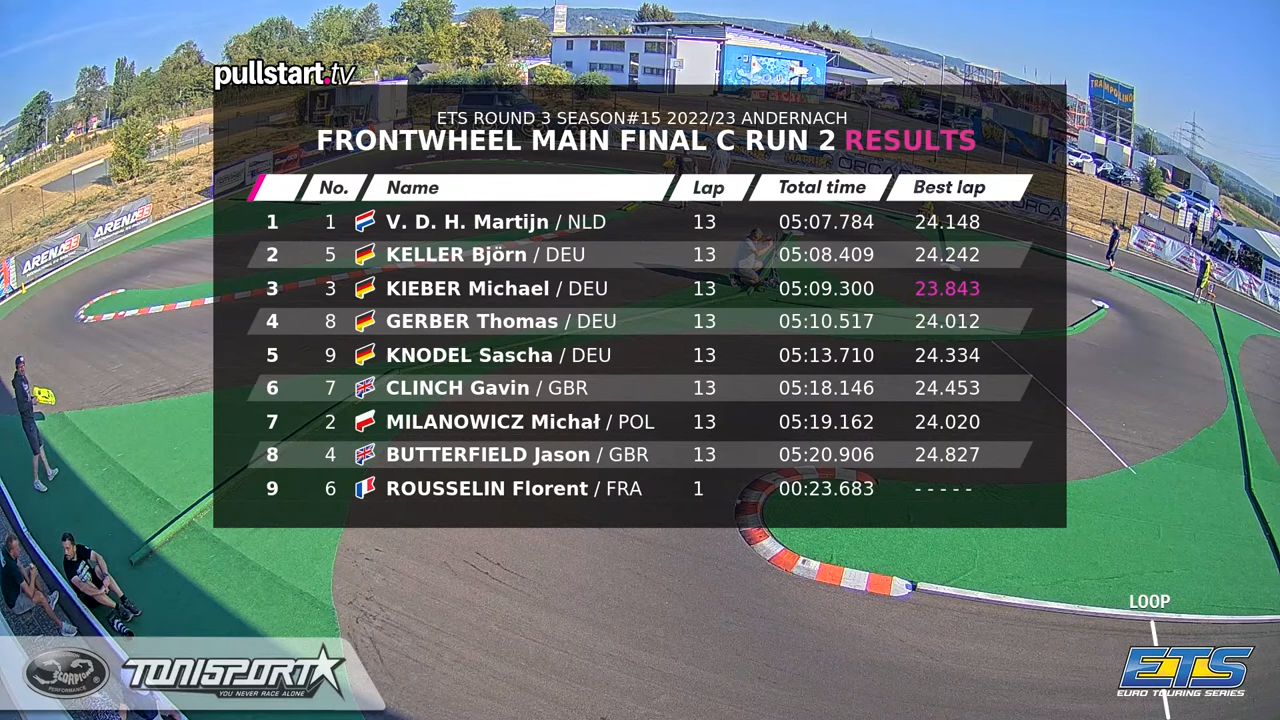 pullstart.tv
TRAMPOLINO
ETS ROUND 3 SEASON#15 2022/23 ANDERNACH
FRONTWHEEL MAIN FINAL C RUN 2 RESULTS
No. Name Lap Total time Best lap
1 1 V. D. H. Martijn / NLD 13 05:07.784 24.148
2 5 KELLER Björn / DEU 13 05:08.409 24.242
3 3 KIEBER Michael / DEU 13 05:09.300 23.843
4 8 GERBER Thomas / DEU 13 05:10.517 24.012
5 9 KNODEL Sascha / DEU 13 05:13.710 24.334
6 7 CLINCH Gavin / GBR 13 05:18.146 24.453
7 2 MILANOWICZ Michał / POL 13 05:19.162 24.020
8 4 BUTTERFIELD Jason / GBR 13 05:20.906 24.827
9 6 ROUSSELIN Florent / FRA 1 00:23.683 - - - - -
ARENAEE
ARENAEE
LOOP
SCORPION
PERFORMANCE
TONISPORT
YOU NEVER RACE ALONE
ETS
EURO TOURING SERIES